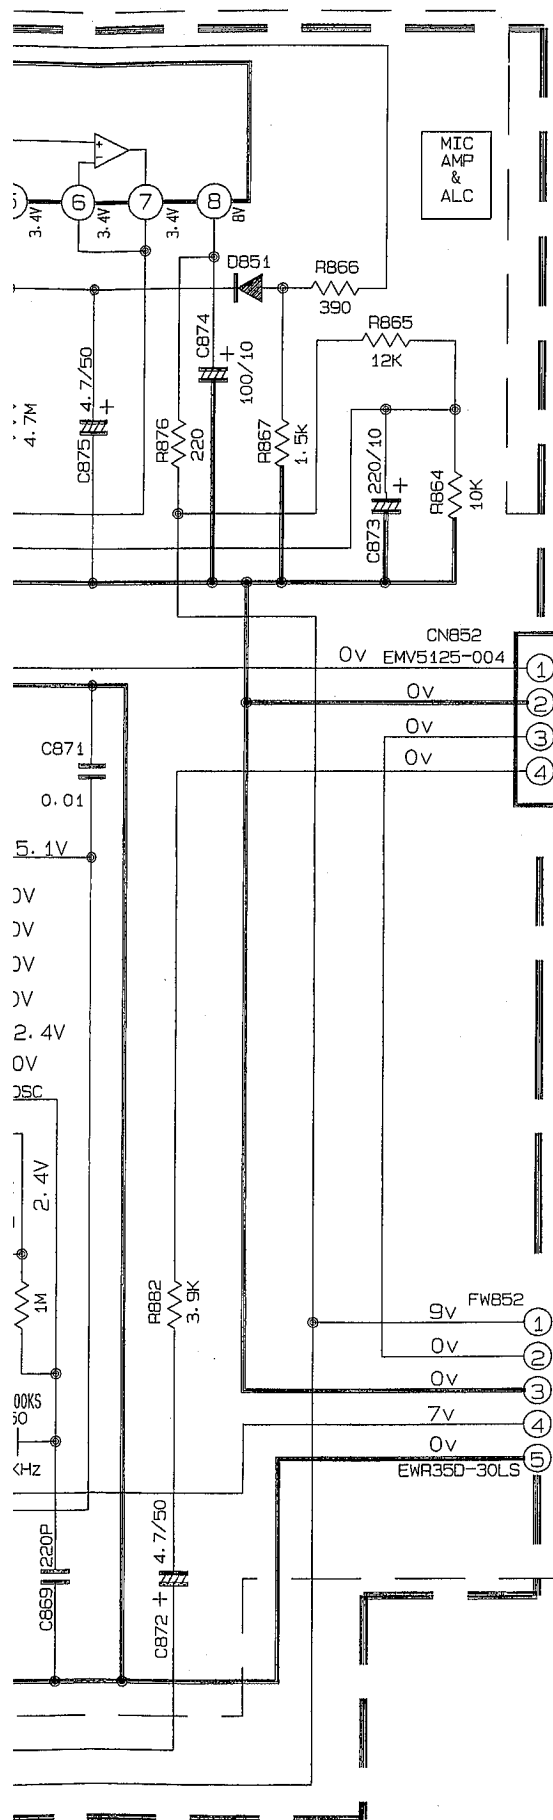 MIC
AMP
&
ALC
6
7
8
3.4V
3.4V
3.4V
8V
D851
R866
390
R865
12K
C874
100/10
C875
4.7/50
4.7M
R876
220
R867
1.5k
220/10
C873
R864
10K
CN852
EMV5125-004
0v
0v
0v
0v
1
2
3
4
C871
0.01
5.1V
0V
0V
0V
0V
2.4V
0V
OSC
2.4V
1M
R882
3.9K
00KS
50
KHz
FW852
9v
0v
0v
7v
0v
1
2
3
4
5
EWR35D-30LS
220P
C869
4.7/50
C872